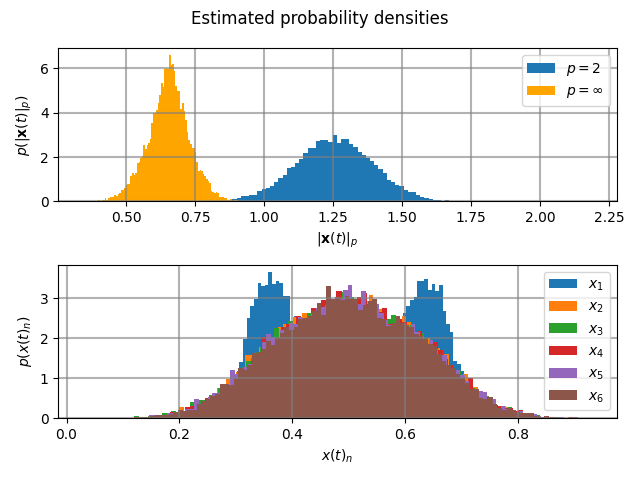 Estimated probability densities
p(|x(t)|ₚ)
6
4
2
0
p = 2
p = ∞
0.50 0.75 1.00 1.25 1.50 1.75 2.00 2.25
|x(t)|ₚ
p(x(t)ₙ)
3
2
1
0
x₁
x₂
x₃
x₄
x₅
x₆
0.0 0.2 0.4 0.6 0.8
x(t)ₙ